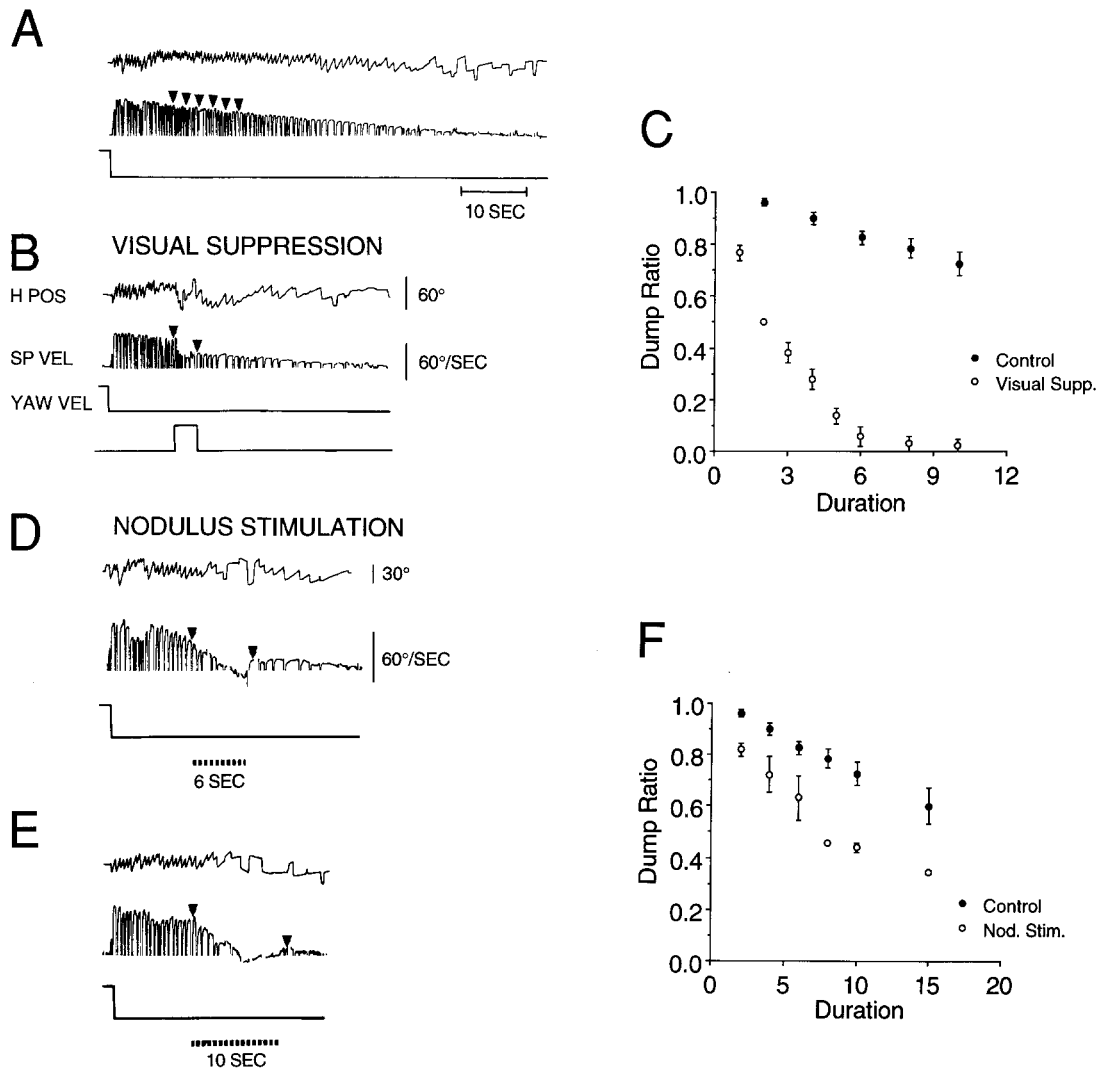 A
10 SEC
B
VISUAL SUPPRESSION
H POS
60°
SP VEL
60°/SEC
YAW VEL
C
Dump Ratio
1.0
0.8
0.6
0.4
0.2
0.0
0 3 6 9 12
Duration
Control
Visual Supp.
D
NODULUS STIMULATION
30°
60°/SEC
6 SEC
E
10 SEC
F
Dump Ratio
1.0
0.8
0.6
0.4
0.2
0.0
0 5 10 15 20
Duration
Control
Nod. Stim.